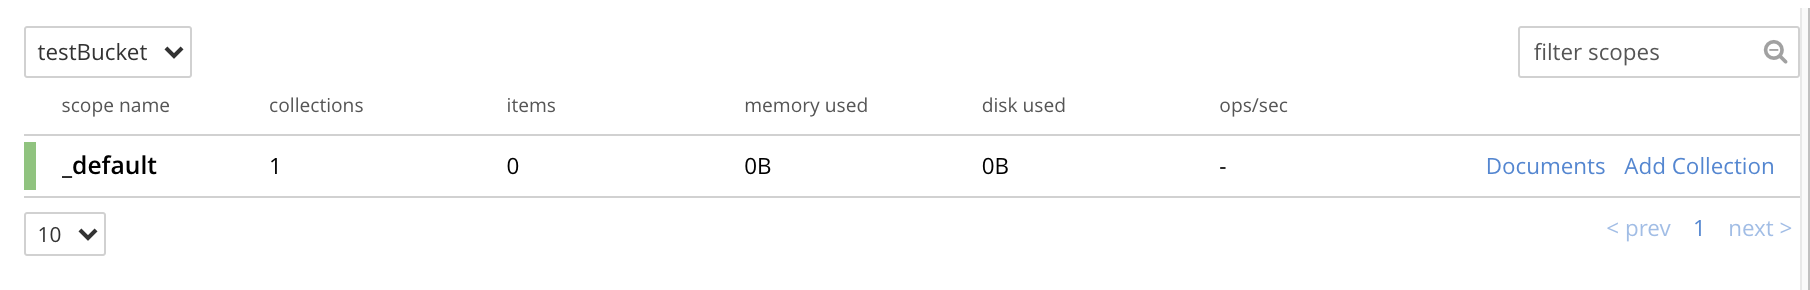 testBucket filter scopes
scope name collections items memory used disk used ops/sec
_default 1 0 0B 0B - Documents Add Collection
10 < prev 1 next >